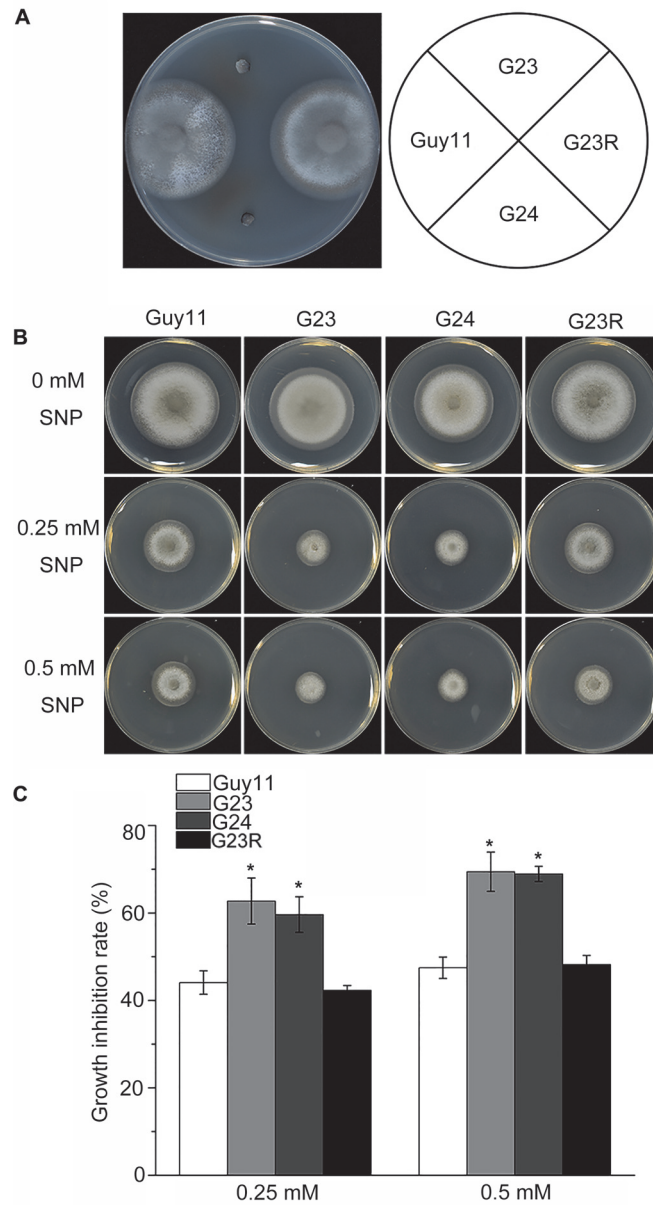 A
G23
Guy11
G23R
G24
Guy11 G23 G24 G23R
B
0 mM
SNP
0.25 mM
SNP
0.5 mM
SNP
C
Guy11
G23
G24
G23R
Growth inhibition rate (%)
80
60
40
20
0
* *
* *
0.25 mM 0.5 mM